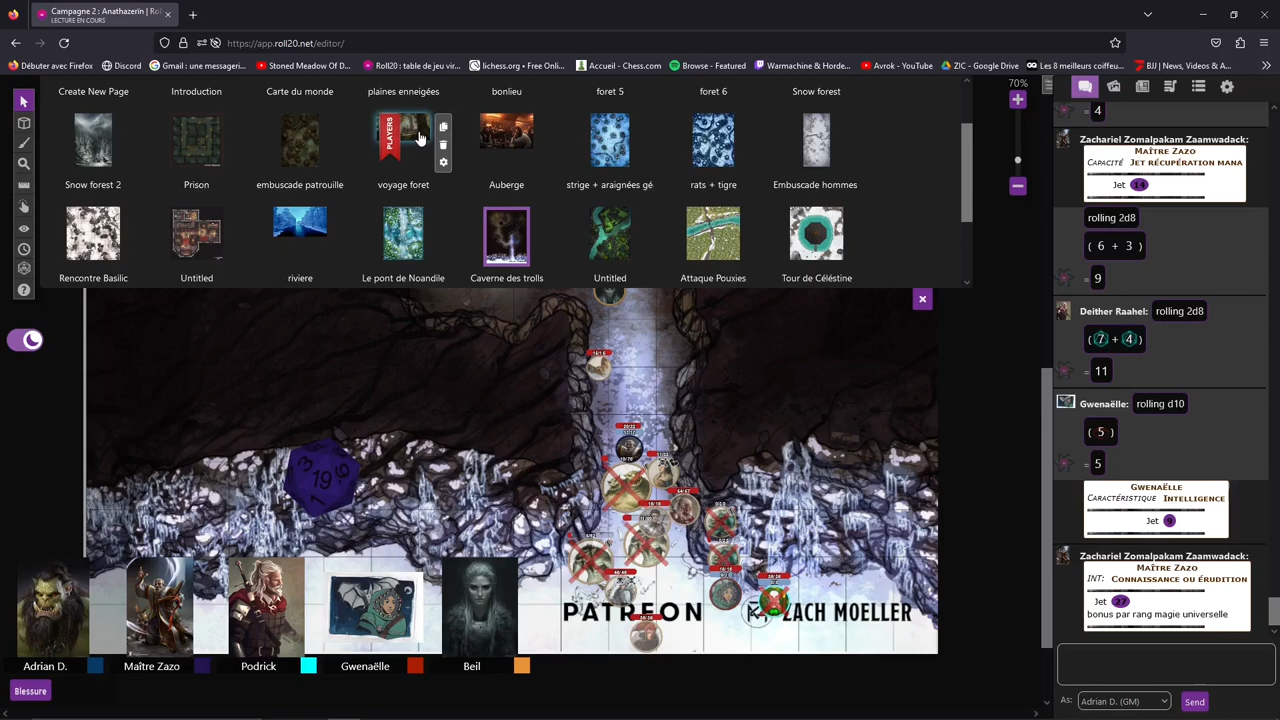 Campagne 2 : Anathazerïn | Roll
LECTURE EN COURS
https://app.roll20.net/editor/
Débuter avec Firefox
Discord
Gmail : une messageri...
Stoned Meadow Of D...
Roll20 : table de jeu vir...
lichess.org • Free Onli...
Accueil - Chess.com
Browse - Featured
Warmachine & Horde...
Avrok - YouTube
ZIC - Google Drive
Les 8 meilleurs coiffeu...
BJJ | News, Videos & A...
Create New Page
Introduction
Carte du monde
plaines enneigées
bonlieu
foret 5
foret 6
Snow forest
PLAYERS
Snow forest 2
Prison
embuscade patrouille
voyage foret
Auberge
strige + araignées gé
rats + tigre
Embuscade hommes
Rencontre Basilic
Untitled
riviere
Le pont de Noandile
Caverne des trolls
Untitled
Attaque Pouxies
Tour de Célestine
70%
4
Zachariel Zomalpakam Zaamwadack:
Maître Zazo
Capacité Jet récupération mana
Jet 14
rolling 2d8
( 6 + 3 )
= 9
Deither Raahel: rolling 2d8
( 7 + 4 )
= 11
Gwenaëlle: rolling d10
( 5 )
= 5
Gwenaëlle
Caractéristique Intelligence
Jet 9
Zachariel Zomalpakam Zaamwadack:
Maître Zazo
INT: Connaissance ou érudition
Jet 27
bonus par rang magie universelle
19
PATREON ZACH MOELLER
Adrian D.
Maître Zazo
Podrick
Gwenaëlle
Beil
Blessure
As: Adrian D. (GM)
Send